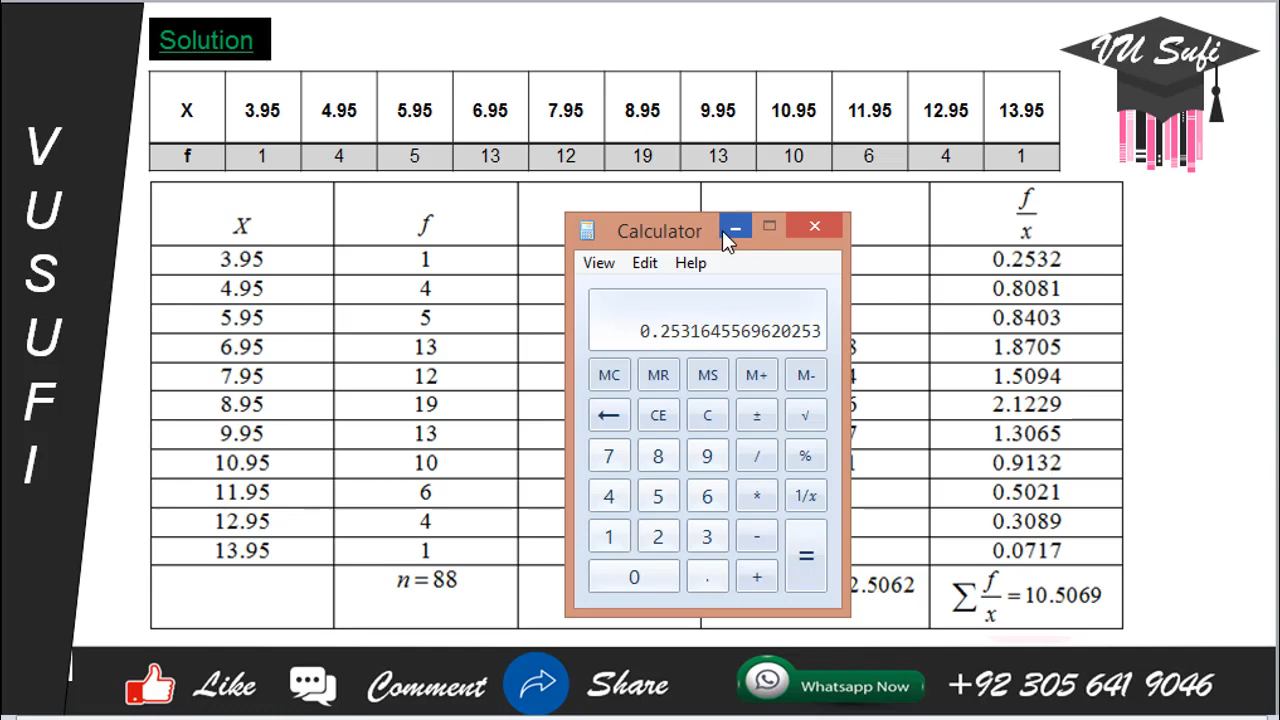 Solution
VU Sufi
VUSUFI
X 3.95 4.95 5.95 6.95 7.95 8.95 9.95 10.95 11.95 12.95 13.95
f 1 4 5 13 12 19 13 10 6 4 1
X f f/x
3.95 1 0.2532
4.95 4 0.8081
5.95 5 0.8403
6.95 13 8 1.8705
7.95 12 4 1.5094
8.95 19 6 2.1229
9.95 13 7 1.3065
10.95 10 1 0.9132
11.95 6 0.5021
12.95 4 0.3089
13.95 1 0.0717
n = 88 2.5062 ∑ f/x = 10.5069
Calculator
View Edit Help
0.2531645569620253
MC MR MS M+ M-
← CE C ± √
7 8 9 / %
4 5 6 * 1/x
1 2 3 - =
0 . +
Like Comment Share Whatsapp Now +92 305 641 9046